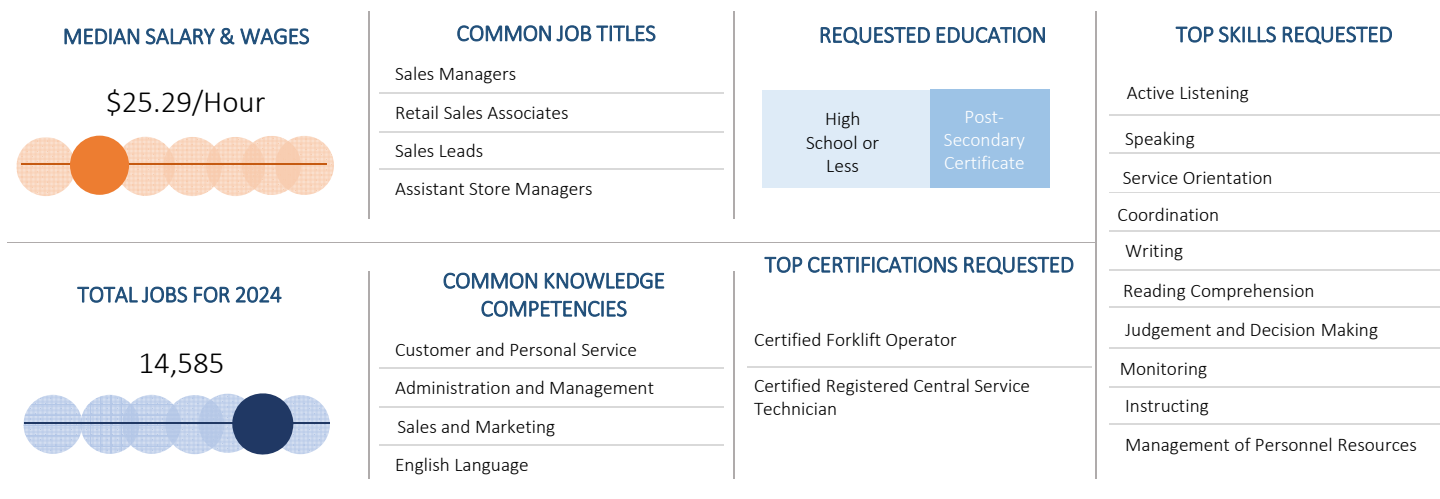 MEDIAN SALARY & WAGES
$25.29/Hour
COMMON JOB TITLES
Sales Managers
Retail Sales Associates
Sales Leads
Assistant Store Managers
REQUESTED EDUCATION
High
School or
Less
Post-
Secondary
Certificate
TOP SKILLS REQUESTED
Active Listening
Speaking
Service Orientation
Coordination
Writing
Reading Comprehension
Judgement and Decision Making
Monitoring
Instructing
Management of Personnel Resources
TOTAL JOBS FOR 2024
14,585
COMMON KNOWLEDGE
COMPETENCIES
Customer and Personal Service
Administration and Management
Sales and Marketing
English Language
TOP CERTIFICATIONS REQUESTED
Certified Forklift Operator
Certified Registered Central Service
Technician